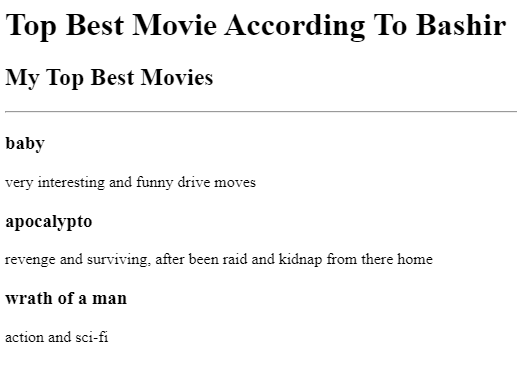 Top Best Movie According To Bashir
My Top Best Movies
baby
very interesting and funny drive moves
apocalypto
revenge and surviving, after been raid and kidnap from there home
wrath of a man
action and sci-fi